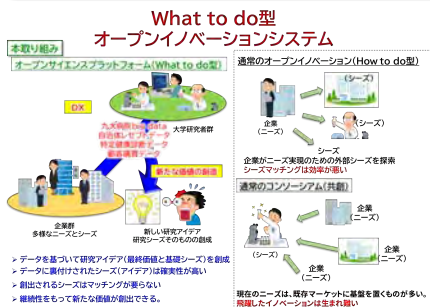 What to do型
オープンイノベーションシステム
本取り組み
オープンサイエンスプラットフォーム(What to do型)
DX
大学研究者群
九大病院big data
自治体レセプトデータ
特定健康診断データ
顧客購買データ
新たな価値の創造
企業群
多様なニーズとシーズ
新しい研究アイデア
研究シーズそのものの創成
➢ データに基づいて研究アイデア(最終価値と基礎シーズ)を創成
➢ データに裏付けされたシーズ(アイデア)は確実性が高い
➢ 創出されるシーズはマッチングが要らない
➢ 継続性をもって新たな価値が創出できる。
通常のオープンイノベーション(How to do型)
(シーズ)
企業
(ニーズ)
(シーズ)
シーズ
企業がニーズ実現のための外部シーズを探索
シーズマッチングは効率が悪い
通常のコンソーシアム(共創)
企業
(ニーズ)
(シーズ)
企業
(ニーズ)
企業
(ニーズ)
現在のニーズは、既存マーケットに基盤を置くものが多い。
飛躍したイノベーションは生まれ難い